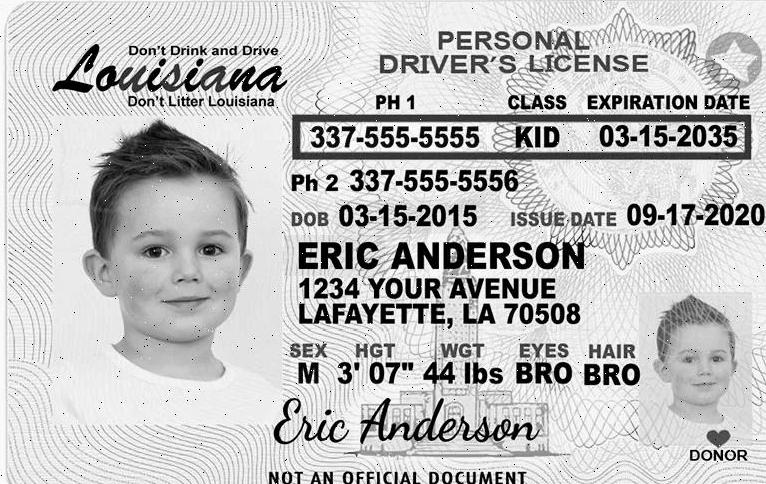 Don't Drink and Drive
Louisiana
Don't Litter Louisiana
PERSONAL
DRIVER'S LICENSE
PH 1 CLASS EXPIRATION DATE
337-555-5555 KID 03-15-2035
Ph 2 337-555-5556
DOB 03-15-2015 ISSUE DATE 09-17-2020
ERIC ANDERSON
1234 YOUR AVENUE
LAFAYETTE, LA 70508
SEX HGT WGT EYES HAIR
M 3' 07" 44 lbs BRO BRO
Eric Anderson
DONOR
NOT AN OFFICIAL DOCUMENT